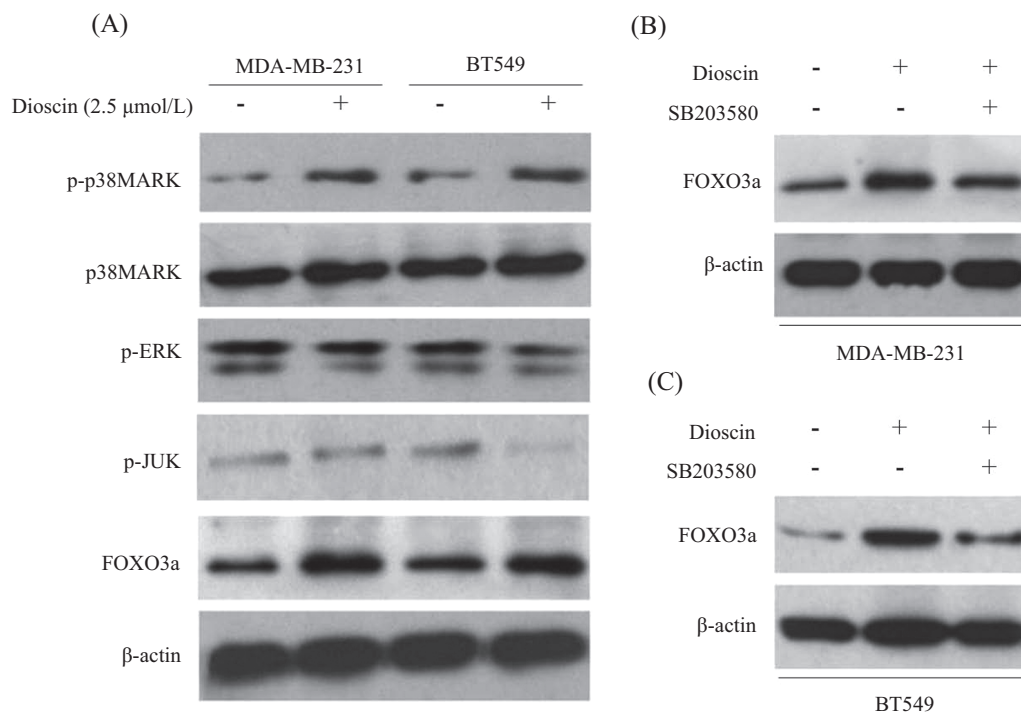 (A)
MDA-MB-231 BT549
Dioscin (2.5 μmol/L) - + - +
p-p38MARK
p38MARK
p-ERK
p-JUK
FOXO3a
β-actin
(B)
Dioscin - + +
SB203580 - - +
FOXO3a
β-actin
MDA-MB-231
(C)
Dioscin - + +
SB203580 - - +
FOXO3a
β-actin
BT549